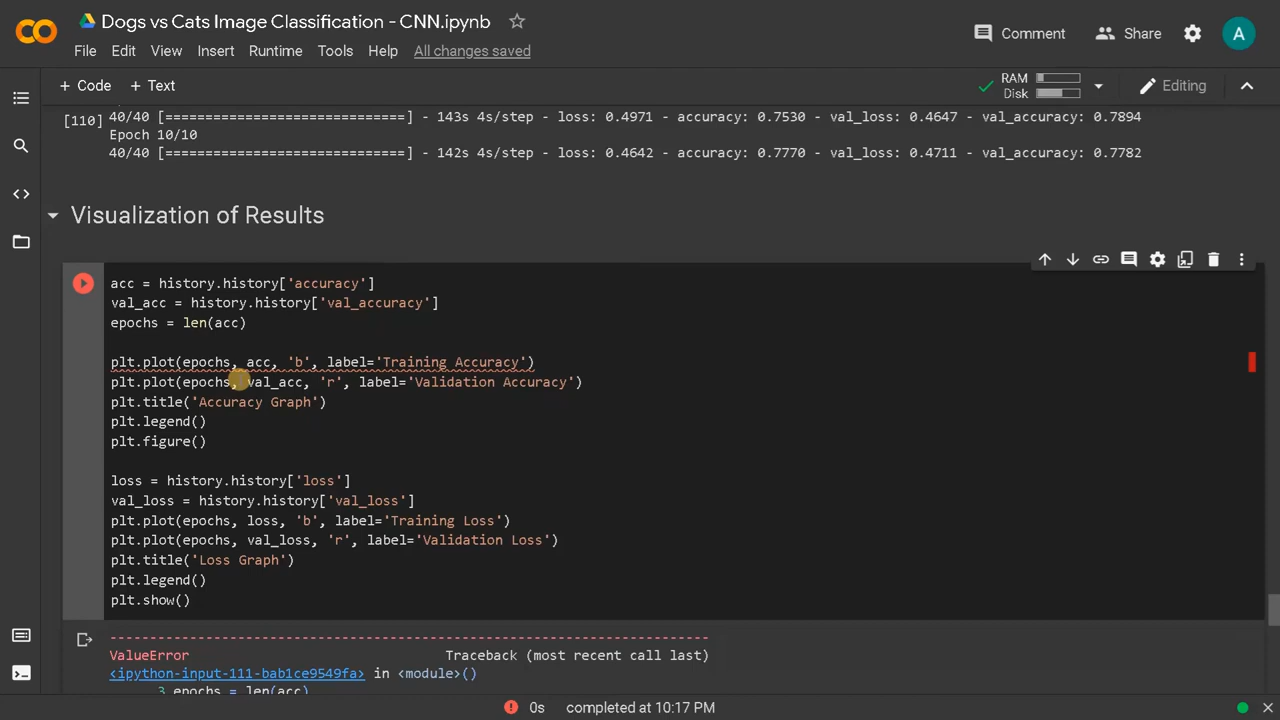 Dogs vs Cats Image Classification - CNN.ipynb
File Edit View Insert Runtime Tools Help All changes saved
Comment Share A
+ Code + Text
RAM
Disk
Editing
[110]
40/40 [==============================] - 143s 4s/step - loss: 0.4971 - accuracy: 0.7530 - val_loss: 0.4647 - val_accuracy: 0.7894
Epoch 10/10
40/40 [==============================] - 142s 4s/step - loss: 0.4642 - accuracy: 0.7770 - val_loss: 0.4711 - val_accuracy: 0.7782
Visualization of Results
acc = history.history['accuracy']
val_acc = history.history['val_accuracy']
epochs = len(acc)
plt.plot(epochs, acc, 'b', label='Training Accuracy')
plt.plot(epochs, val_acc, 'r', label='Validation Accuracy')
plt.title('Accuracy Graph')
plt.legend()
plt.figure()
loss = history.history['loss']
val_loss = history.history['val_loss']
plt.plot(epochs, loss, 'b', label='Training Loss')
plt.plot(epochs, val_loss, 'r', label='Validation Loss')
plt.title('Loss Graph')
plt.legend()
plt.show()
---------------------------------------------------------------------------
ValueError Traceback (most recent call last)
<ipython-input-111-bab1ce9549fa> in <module>()
3 epochs = len(acc)
0s completed at 10:17 PM